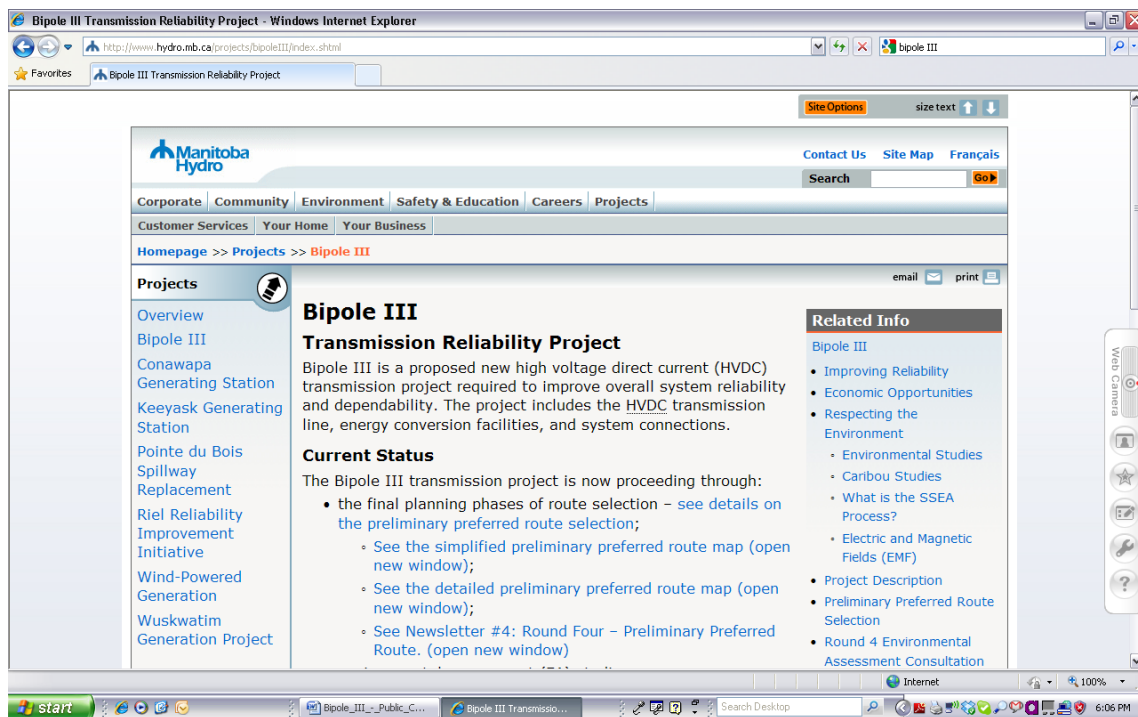 Bipole III Transmission Reliability Project - Windows Internet Explorer
http://www.hydro.mb.ca/projects/bipoleIII/index.shtml
bipole III
Favorites
Bipole III Transmission Reliability Project
Site Options
size text
Manitoba
Hydro
Contact Us Site Map Français
Search Go
Corporate Community Environment Safety & Education Careers Projects
Customer Services Your Home Your Business
Homepage >> Projects >> Bipole III
email print
Projects
Overview
Bipole III
Conawapa
Generating Station
Keeyask Generating
Station
Pointe du Bois
Spillway
Replacement
Riel Reliability
Improvement
Initiative
Wind-Powered
Generation
Wuskwatim
Generation Project
Bipole III
Transmission Reliability Project
Bipole III is a proposed new high voltage direct current (HVDC)
transmission project required to improve overall system reliability
and dependability. The project includes the HVDC transmission
line, energy conversion facilities, and system connections.
Current Status
The Bipole III transmission project is now proceeding through:
• the final planning phases of route selection – see details on
the preliminary preferred route selection;
◦ See the simplified preliminary preferred route map (open
new window);
◦ See the detailed preliminary preferred route map (open
new window);
◦ See Newsletter #4: Round Four – Preliminary Preferred
Route. (open new window)
Related Info
Bipole III
• Improving Reliability
• Economic Opportunities
• Respecting the
Environment
◦ Environmental Studies
◦ Caribou Studies
◦ What is the SSEA
Process?
◦ Electric and Magnetic
Fields (EMF)
• Project Description
• Preliminary Preferred Route
Selection
• Round 4 Environmental
Assessment Consultation
Web Camera
Internet
100%
start
Bipole_III_-_Public_C...
Bipole III Transmissio...
Search Desktop
6:06 PM